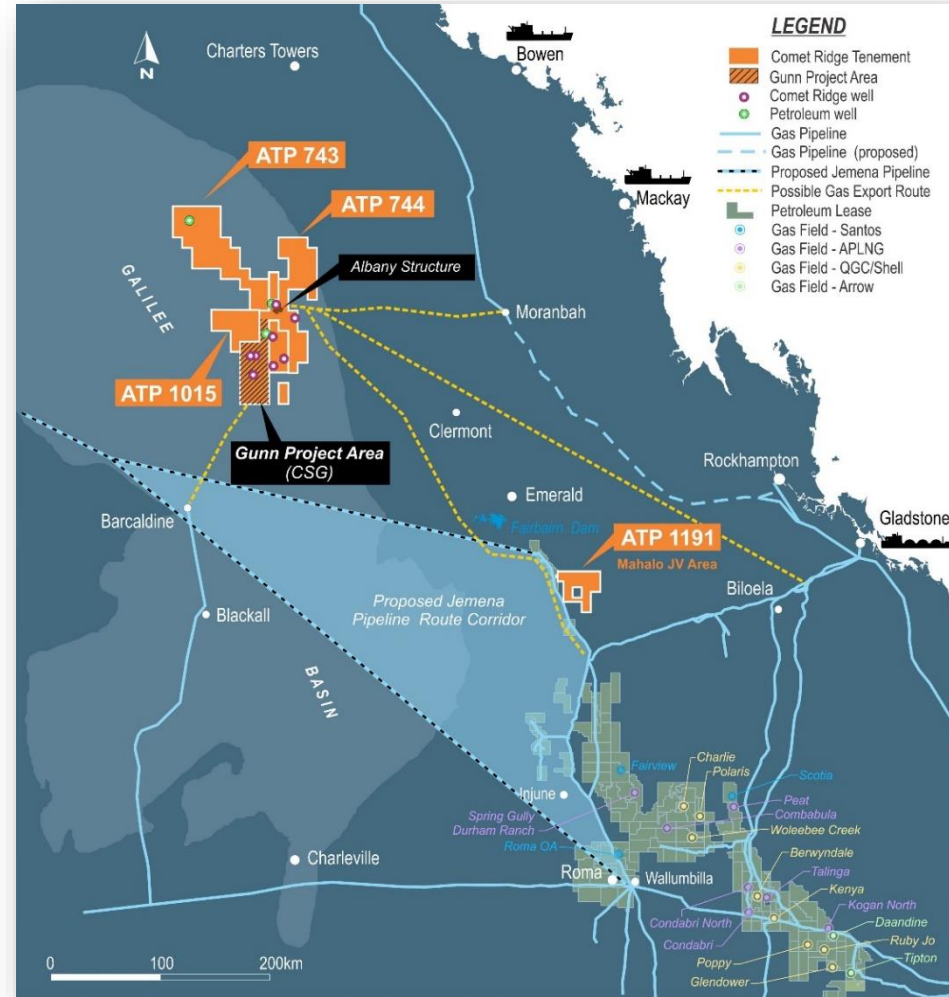 LEGEND
Comet Ridge Tenement
Gunn Project Area
Comet Ridge well
Petroleum well
Gas Pipeline
Gas Pipeline (proposed)
Proposed Jemena Pipeline
Possible Gas Export Route
Petroleum Lease
Gas Field - Santos
Gas Field - APLNG
Gas Field - QGC/Shell
Gas Field - Arrow
N
Charters Towers
Bowen
ATP 743
ATP 744
Mackay
Albany Structure
GALILEE
Moranbah
ATP 1015
Clermont
Gunn Project Area
(CSG)
Rockhampton
Emerald
Barcaldine
Fairbairn Dam
Gladstone
ATP 1191
Mahalo JV Area
Biloela
Proposed Jemena
Pipeline Route Corridor
Blackall
BASIN
Charlie
Polaris
Fairview
Scotia
Injune
Peat
Spring Gully
Combabula
Durham Ranch
Woleebee Creek
Roma OA
Berwyndale
Charleville
Talinga
Roma
Wallumbilla
Kenya
Condabri North
Kogan North
Daandine
Condabri
Ruby Jo
Poppy
Tipton
Glendower
0
100
200km